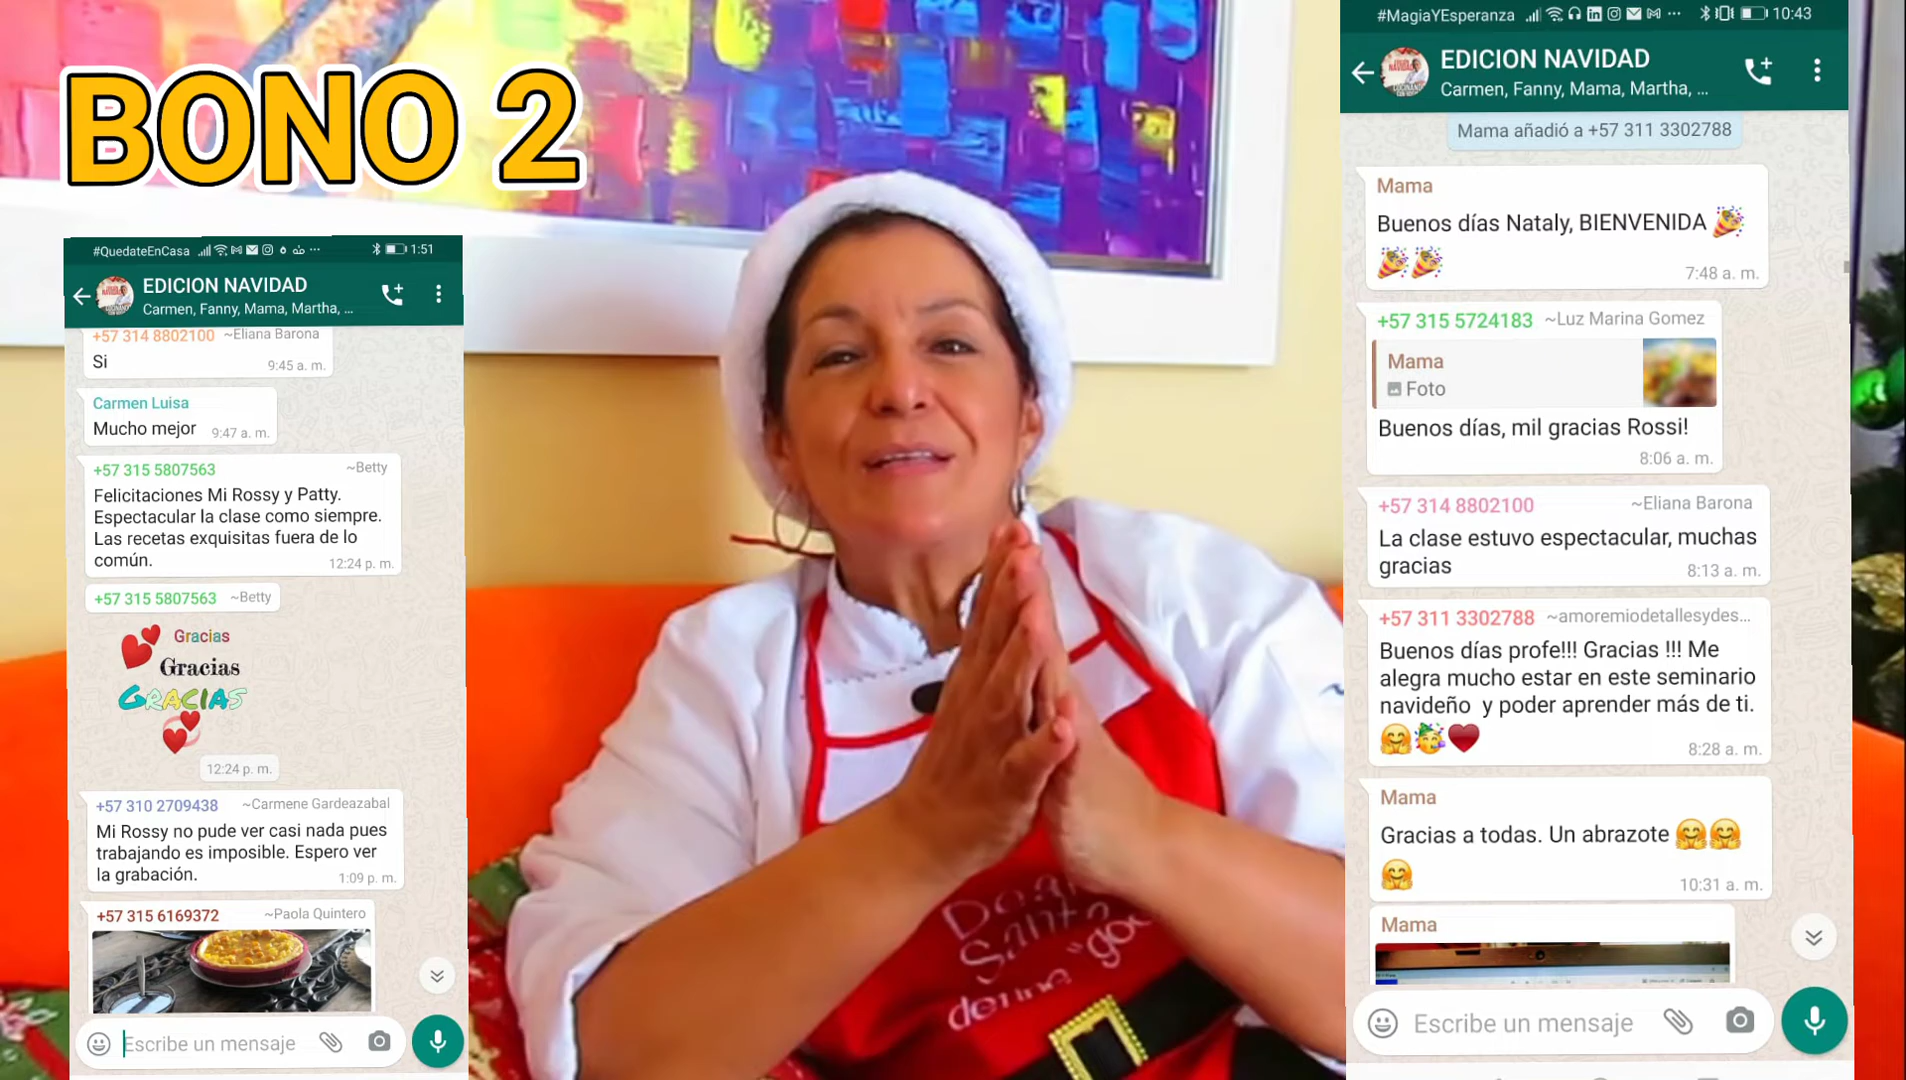 BONO 2
#QuedateEnCasa
1:51
EDICION NAVIDAD
Carmen, Fanny, Mama, Martha, ...
+57 314 8802100 ~Eliana Barona
Si
9:45 a. m.
Carmen Luisa
Mucho mejor
9:47 a. m.
+57 315 5807563 ~Betty
Felicitaciones Mi Rossy y Patty.
Espectacular la clase como siempre.
Las recetas exquisitas fuera de lo
común.
12:24 p. m.
+57 315 5807563 ~Betty
Gracias
Gracias
GRACIAS
12:24 p. m.
+57 310 2709438 ~Carmene Gardeazabal
Mi Rossy no pude ver casi nada pues
trabajando es imposible. Espero ver
la grabación.
1:09 p. m.
+57 315 6169372 ~Paola Quintero
Escribe un mensaje
Santa
#MagiaYEsperanza
10:43
EDICION NAVIDAD
Carmen, Fanny, Mama, Martha, ...
Mama añadió a +57 311 3302788
Mama
Buenos días Nataly, BIENVENIDA 🎉
🎉🎉
7:48 a. m.
+57 315 5724183 ~Luz Marina Gomez
Mama
Foto
Buenos días, mil gracias Rossi!
8:06 a. m.
+57 314 8802100 ~Eliana Barona
La clase estuvo espectacular, muchas
gracias
8:13 a. m.
+57 311 3302788 ~amoremiodetallesydes...
Buenos días profe!!! Gracias !!! Me
alegra mucho estar en este seminario
navideño y poder aprender más de ti.
🤗🥳❤️
8:28 a. m.
Mama
Gracias a todas. Un abrazote 🤗🤗
🤗
10:31 a. m.
Mama
Escribe un mensaje